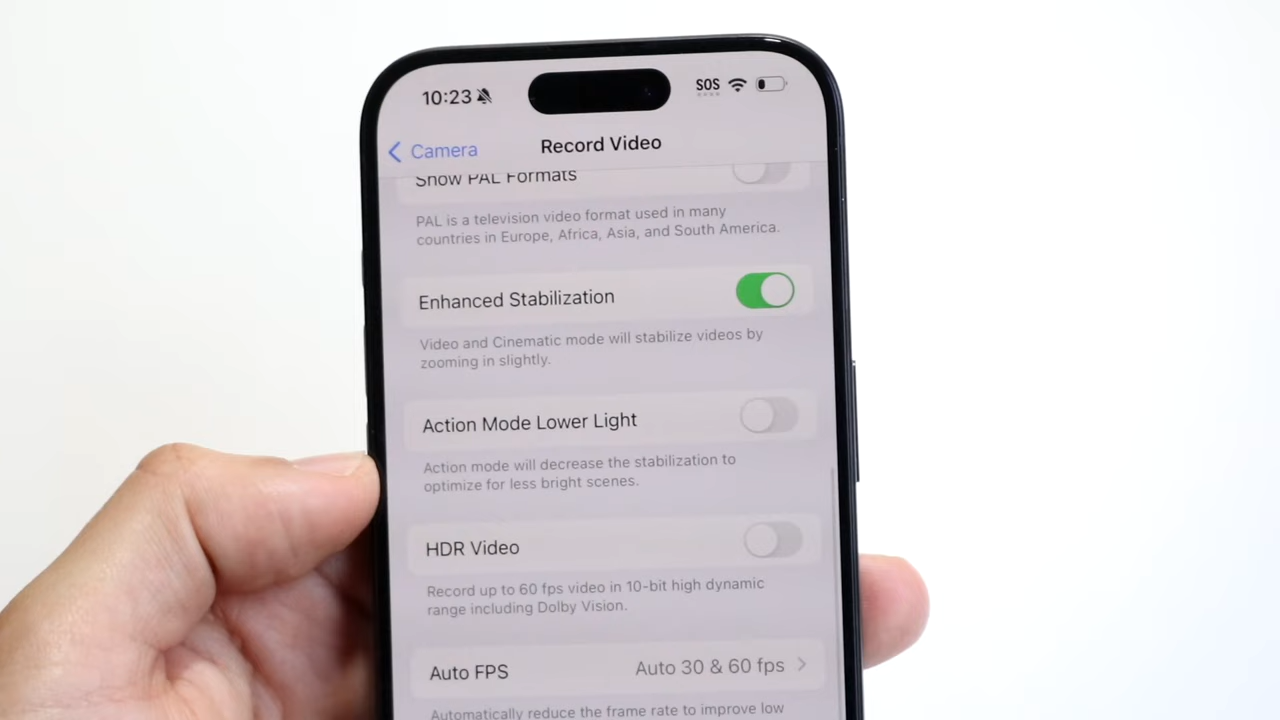 10:23
SOS
Camera
Record Video
Show PAL Formats
PAL is a television video format used in many
countries in Europe, Africa, Asia, and South America.
Enhanced Stabilization
Video and Cinematic mode will stabilize videos by
zooming in slightly.
Action Mode Lower Light
Action mode will decrease the stabilization to
optimize for less bright scenes.
HDR Video
Record up to 60 fps video in 10-bit high dynamic
range including Dolby Vision.
Auto FPS Auto 30 & 60 fps
Automatically reduce the frame rate to improve low